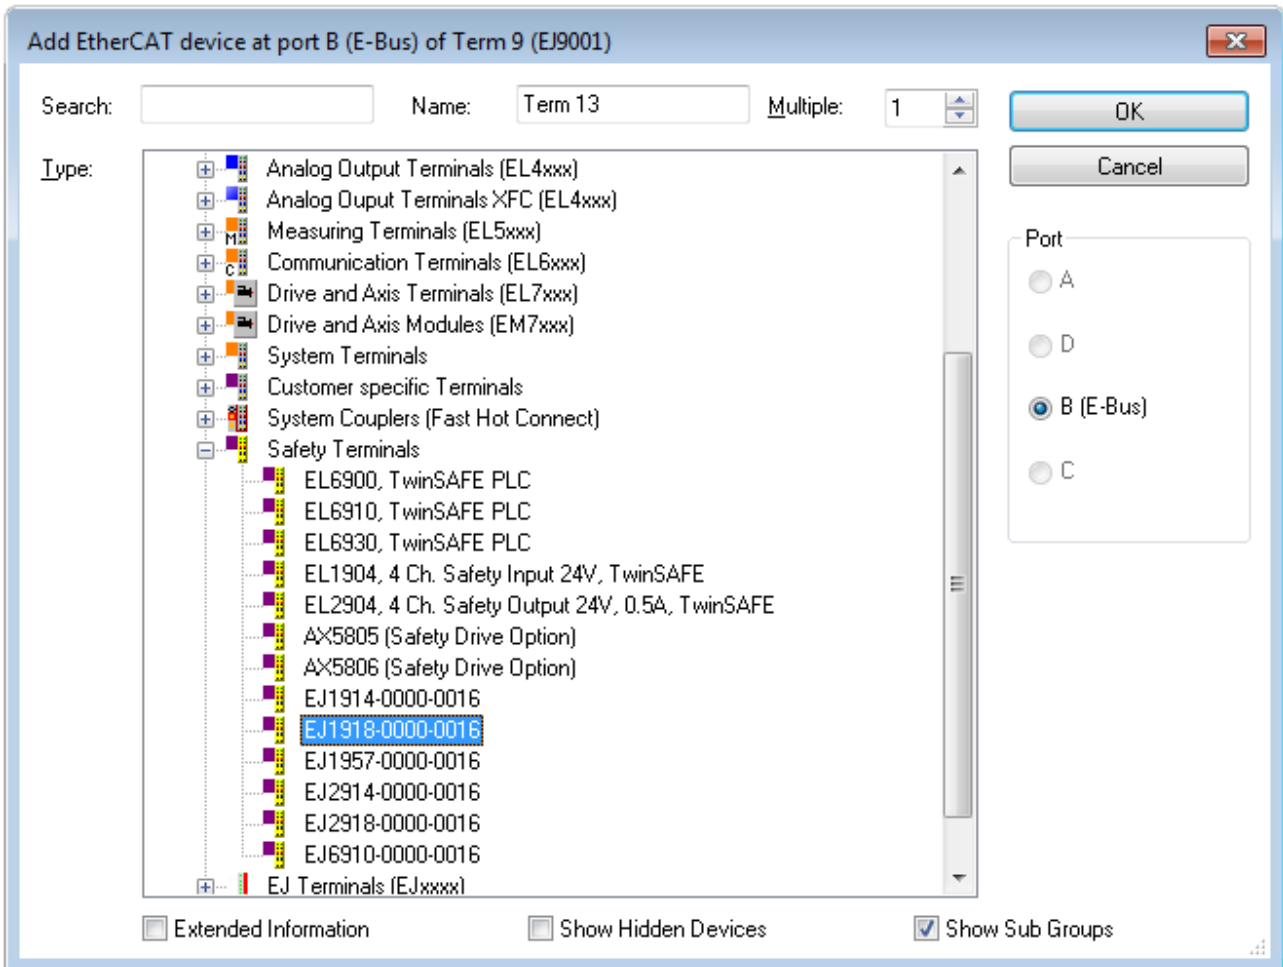 Add EtherCAT device at port B (E-Bus) of Term 9 (EJ9001)
Search: Name: Term 13 Multiple: 1 OK
Type: Cancel
Analog Output Terminals (EL4xxx)
Analog Ouput Terminals XFC (EL4xxx)
Measuring Terminals (EL5xxx)
Communication Terminals (EL6xxx)
Drive and Axis Terminals (EL7xxx)
Drive and Axis Modules (EM7xxx)
System Terminals
Customer specific Terminals
System Couplers (Fast Hot Connect)
Safety Terminals
EL6900, TwinSAFE PLC
EL6910, TwinSAFE PLC
EL6930, TwinSAFE PLC
EL1904, 4 Ch. Safety Input 24V, TwinSAFE
EL2904, 4 Ch. Safety Output 24V, 0.5A, TwinSAFE
AX5805 (Safety Drive Option)
AX5806 (Safety Drive Option)
EJ1914-0000-0016
EJ1918-0000-0016
EJ1957-0000-0016
EJ2914-0000-0016
EJ2918-0000-0016
EJ6910-0000-0016
EJ Terminals (EJxxxx)
Port
A
D
B (E-Bus)
C
Extended Information Show Hidden Devices Show Sub Groups